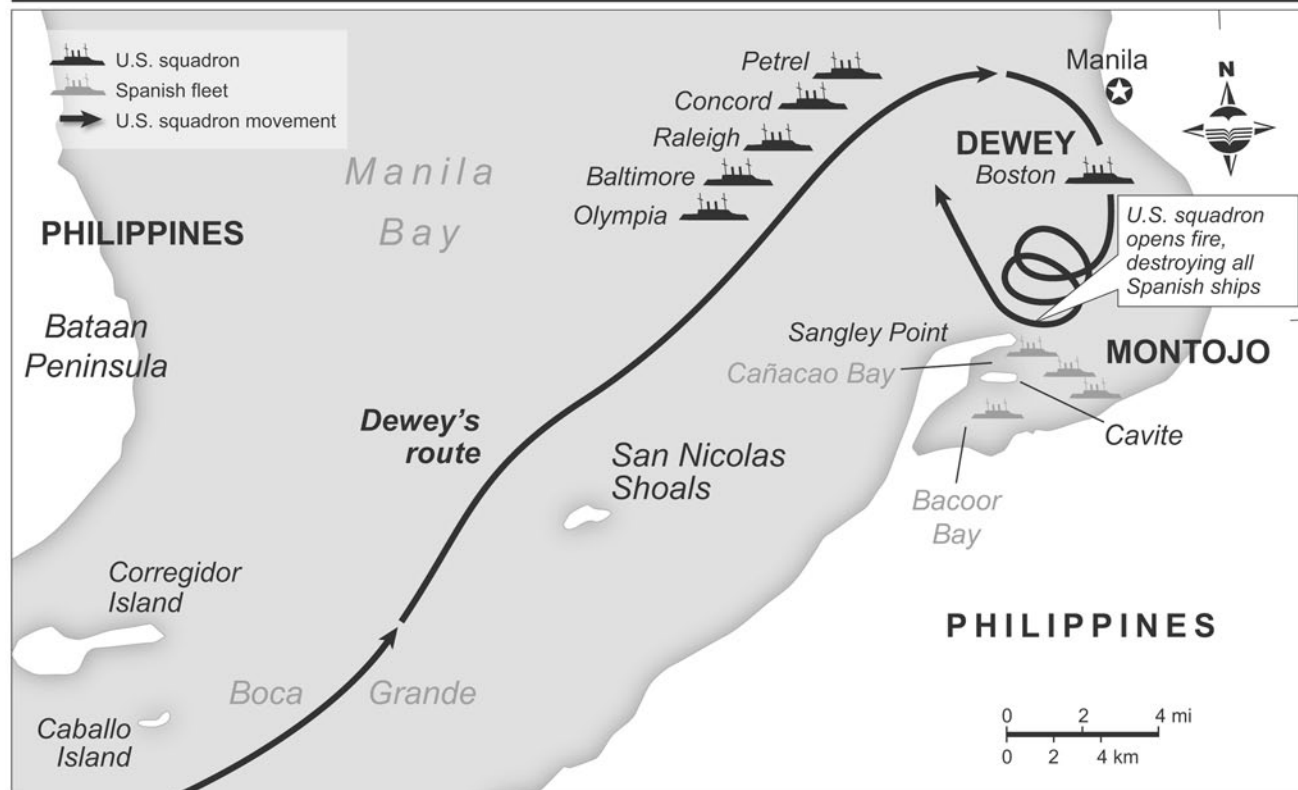 U.S. squadron
Spanish fleet
U.S. squadron movement
Petrel
Concord
Raleigh
Baltimore
Olympia
Manila
N
DEWEY
Boston
Manila
Bay
PHILIPPINES
U.S. squadron
opens fire,
destroying all
Spanish ships
Bataan
Peninsula
Sangley Point
MONTOJO
Cañacao Bay
Dewey's
route
Cavite
San Nicolas
Shoals
Bacoor
Bay
Corregidor
Island
PHILIPPINES
Boca Grande
Caballo
Island
0 2 4 mi
0 2 4 km